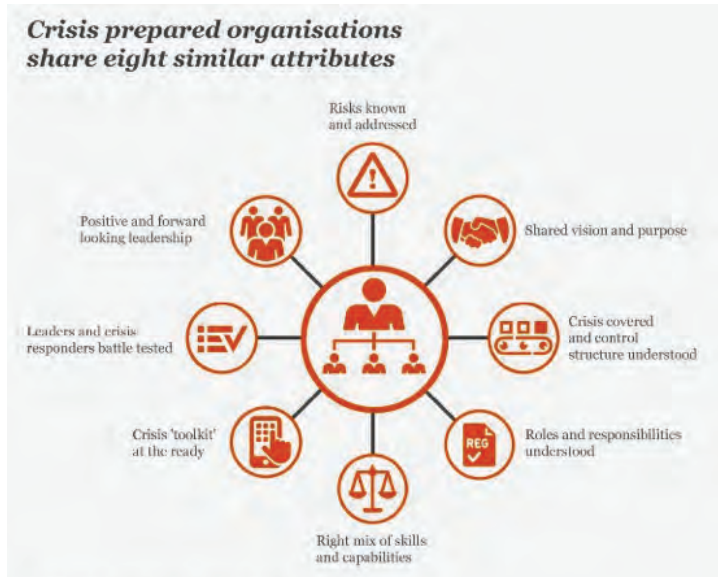 Crisis prepared organisations
share eight similar attributes
Risks known
and addressed
Shared vision and purpose
Crisis covered
and control
structure understood
Roles and responsibilities
understood
REG
Right mix of skills
and capabilities
Crisis 'toolkit'
at the ready
Leaders and crisis
responders battle tested
Positive and forward
looking leadership